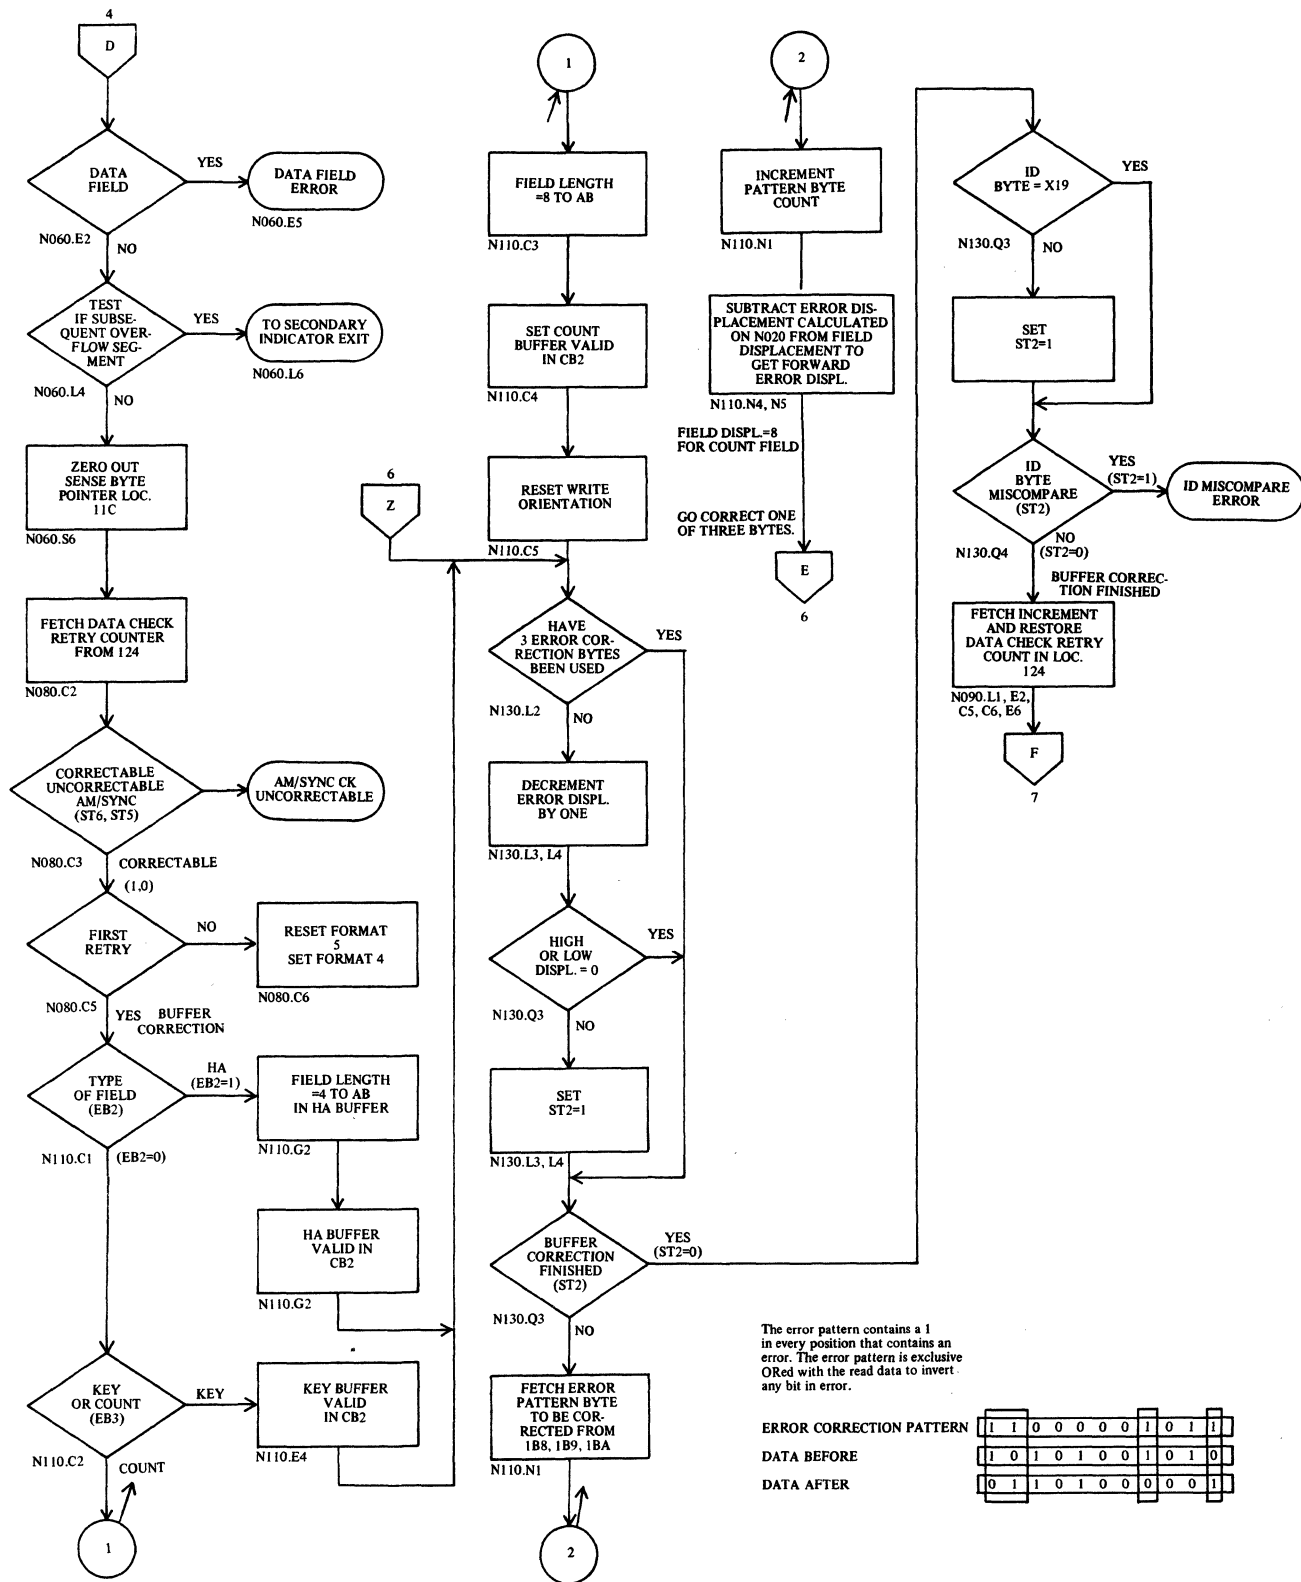 4
D
DATA
FIELD
YES
DATA FIELD
ERROR
N060.E5
N060.E2
NO
TEST
IF SUBSE-
QUENT OVER-
FLOW SEG-
MENT
YES
TO SECONDARY
INDICATOR EXIT
N060.L6
N060.L4
NO
ZERO OUT
SENSE BYTE
POINTER LOC.
11C
N060.S6
FETCH DATA CHECK
RETRY COUNTER
FROM 124
N080.C2
CORRECTABLE
UNCORRECTABLE
AM/SYNC
(ST6, ST5)
AM/SYNC CK
UNCORRECTABLE
N080.C3
CORRECTABLE
(1,0)
FIRST
RETRY
NO
RESET FORMAT
5
SET FORMAT 4
N080.C6
N080.C5
YES
BUFFER
CORRECTION
TYPE
OF FIELD
(EB2)
HA
(EB2=1)
FIELD LENGTH
=4 TO AB
IN HA BUFFER
N110.G2
N110.C1
(EB2=0)
HA BUFFER
VALID IN
CB2
N110.G2
KEY
OR COUNT
(EB3)
KEY
KEY BUFFER
VALID
IN CB2
N110.E4
N110.C2
COUNT
1
1
FIELD LENGTH
=8 TO AB
N110.C3
SET COUNT
BUFFER VALID
IN CB2
N110.C4
RESET WRITE
ORIENTATION
N110.C5
6
Z
HAVE
3 ERROR COR-
RECTION BYTES
BEEN USED
YES
N130.L2
NO
DECREMENT
ERROR DISPL.
BY ONE
N130.L3, L4
HIGH
OR LOW
DISPL. = 0
YES
N130.Q3
NO
SET
ST2=1
N130.L3, L4
BUFFER
CORRECTION
FINISHED
(ST2)
YES
(ST2=0)
N130.Q3
NO
FETCH ERROR
PATTERN BYTE
TO BE COR-
RECTED FROM
1B8, 1B9, 1BA
N110.N1
2
2
INCREMENT
PATTERN BYTE
COUNT
N110.N1
SUBTRACT ERROR DIS-
PLACEMENT CALCULATED
ON N020 FROM FIELD
DISPLACEMENT TO
GET FORWARD
ERROR DISPL.
N110.N4, N5
FIELD DISPL.=8
FOR COUNT FIELD
GO CORRECT ONE
OF THREE BYTES.
E
6
ID
BYTE = X19
YES
N130.Q3
NO
SET
ST2=1
ID
BYTE
MISCOMPARE
(ST2)
YES
(ST2=1)
ID MISCOMPARE
ERROR
N130.Q4
NO
(ST2=0)
BUFFER CORREC-
TION FINISHED
FETCH INCREMENT
AND RESTORE
DATA CHECK RETRY
COUNT IN LOC.
124
N090.L1, E2,
C5, C6, E6
F
7
The error pattern contains a 1
in every position that contains an
error. The error pattern is exclusive
ORed with the read data to invert
any bit in error.
ERROR CORRECTION PATTERN 1 1 0 0 0 0 0 1 0 1 1
DATA BEFORE 1 0 1 0 1 0 0 1 0 1 0
DATA AFTER 0 1 1 0 1 0 0 0 0 0 1